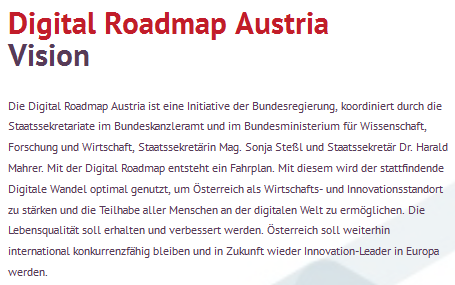 Digital Roadmap Austria
Vision
Die Digital Roadmap Austria ist eine Initiative der Bundesregierung, koordiniert durch die
Staatssekretariate im Bundeskanzleramt und im Bundesministerium für Wissenschaft,
Forschung und Wirtschaft, Staatssekretärin Mag. Sonja Steßl und Staatssekretär Dr. Harald
Mahrer. Mit der Digital Roadmap entsteht ein Fahrplan. Mit diesem wird der stattfindende
Digitale Wandel optimal genutzt, um Österreich als Wirtschafts- und Innovationsstandort
zu stärken und die Teilhabe aller Menschen an der digitalen Welt zu ermöglichen. Die
Lebensqualität soll erhalten und verbessert werden. Österreich soll weiterhin
international konkurrenzfähig bleiben und in Zukunft wieder Innovation-Leader in Europa
werden.